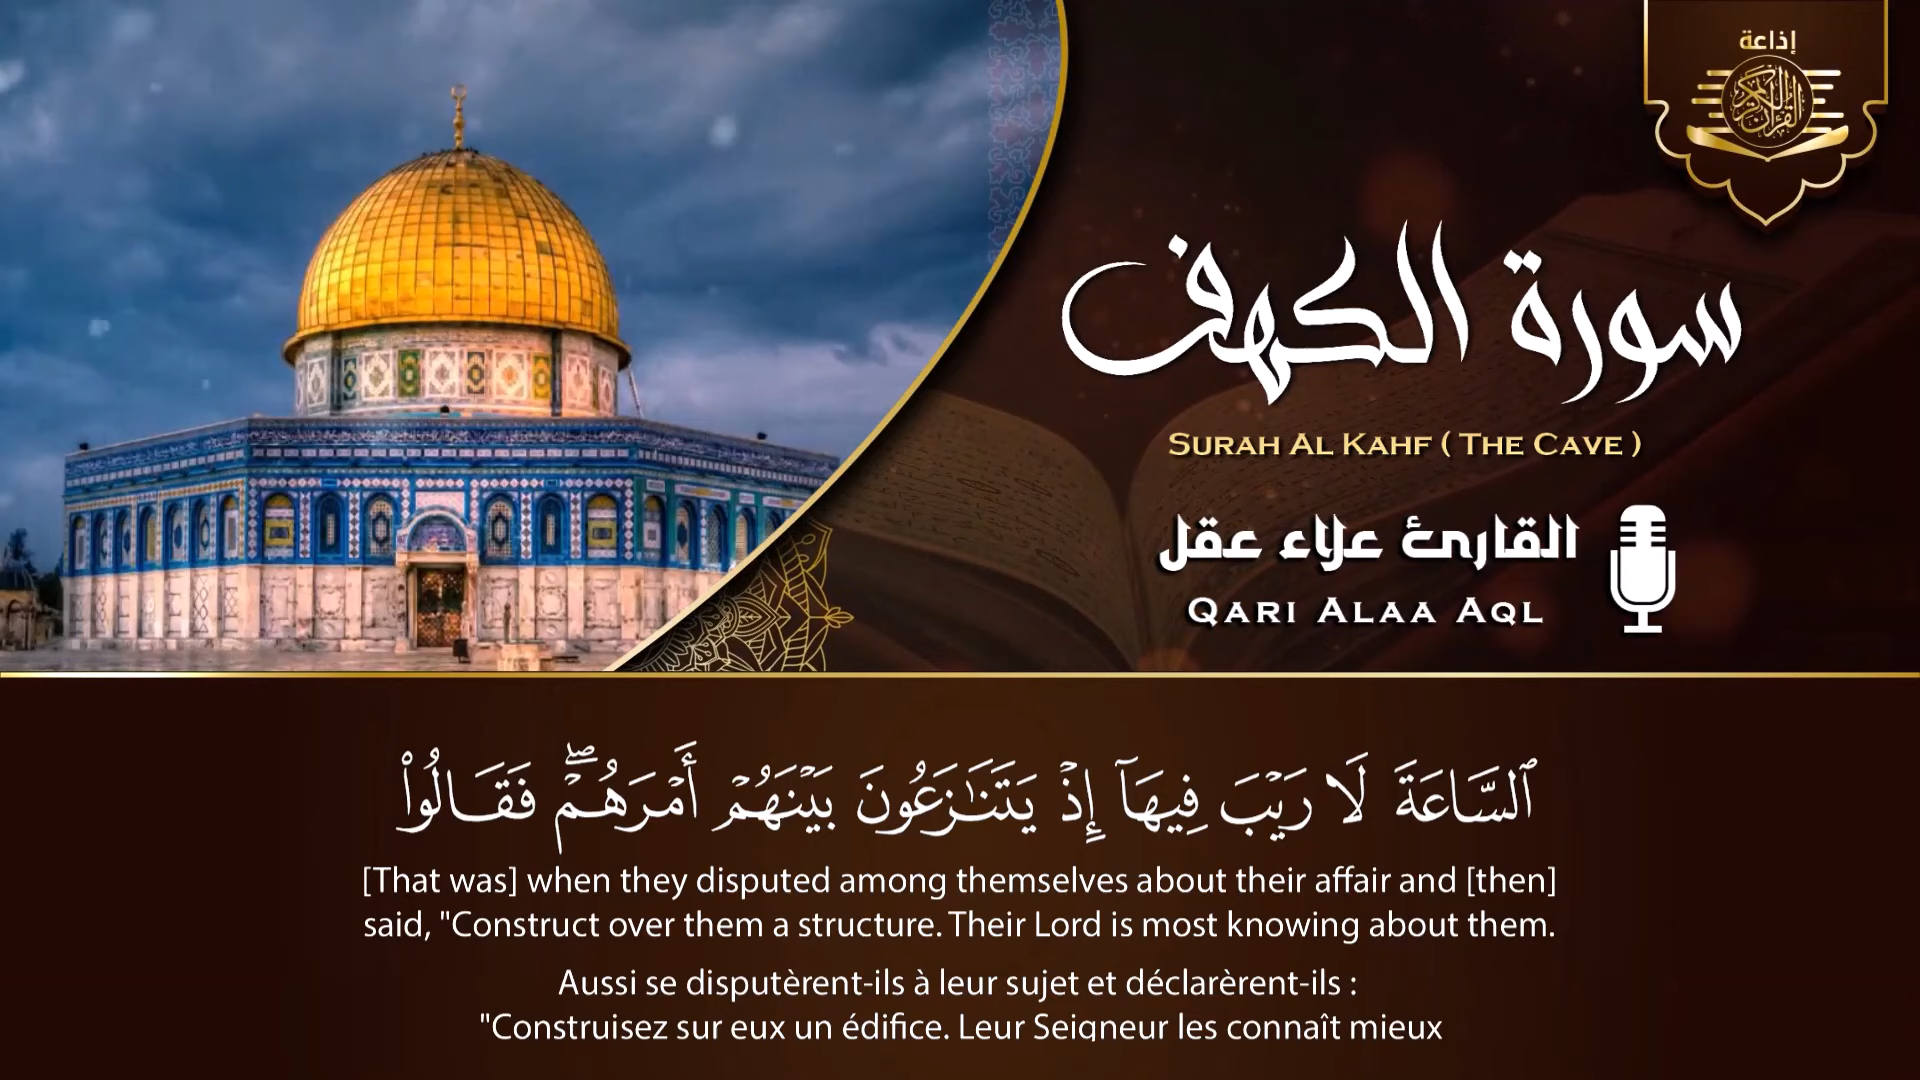 إذاعة
القرآن الكريم
سورة الكهف
SURAH AL KAHF ( THE CAVE )
القارئ علاء عقل
QARI ALAA AQL
ٱلسَّاعَةَ لَا رَيْبَ فِيهَآ إِذْ يَتَنَٰزَعُونَ بَيْنَهُمْ أَمْرَهُمْ ۖ فَقَالُوا۟
[That was] when they disputed among themselves about their affair and [then]
said, "Construct over them a structure. Their Lord is most knowing about them.
Aussi se disputèrent-ils à leur sujet et déclarèrent-ils :
"Construisez sur eux un édifice. Leur Seigneur les connaît mieux